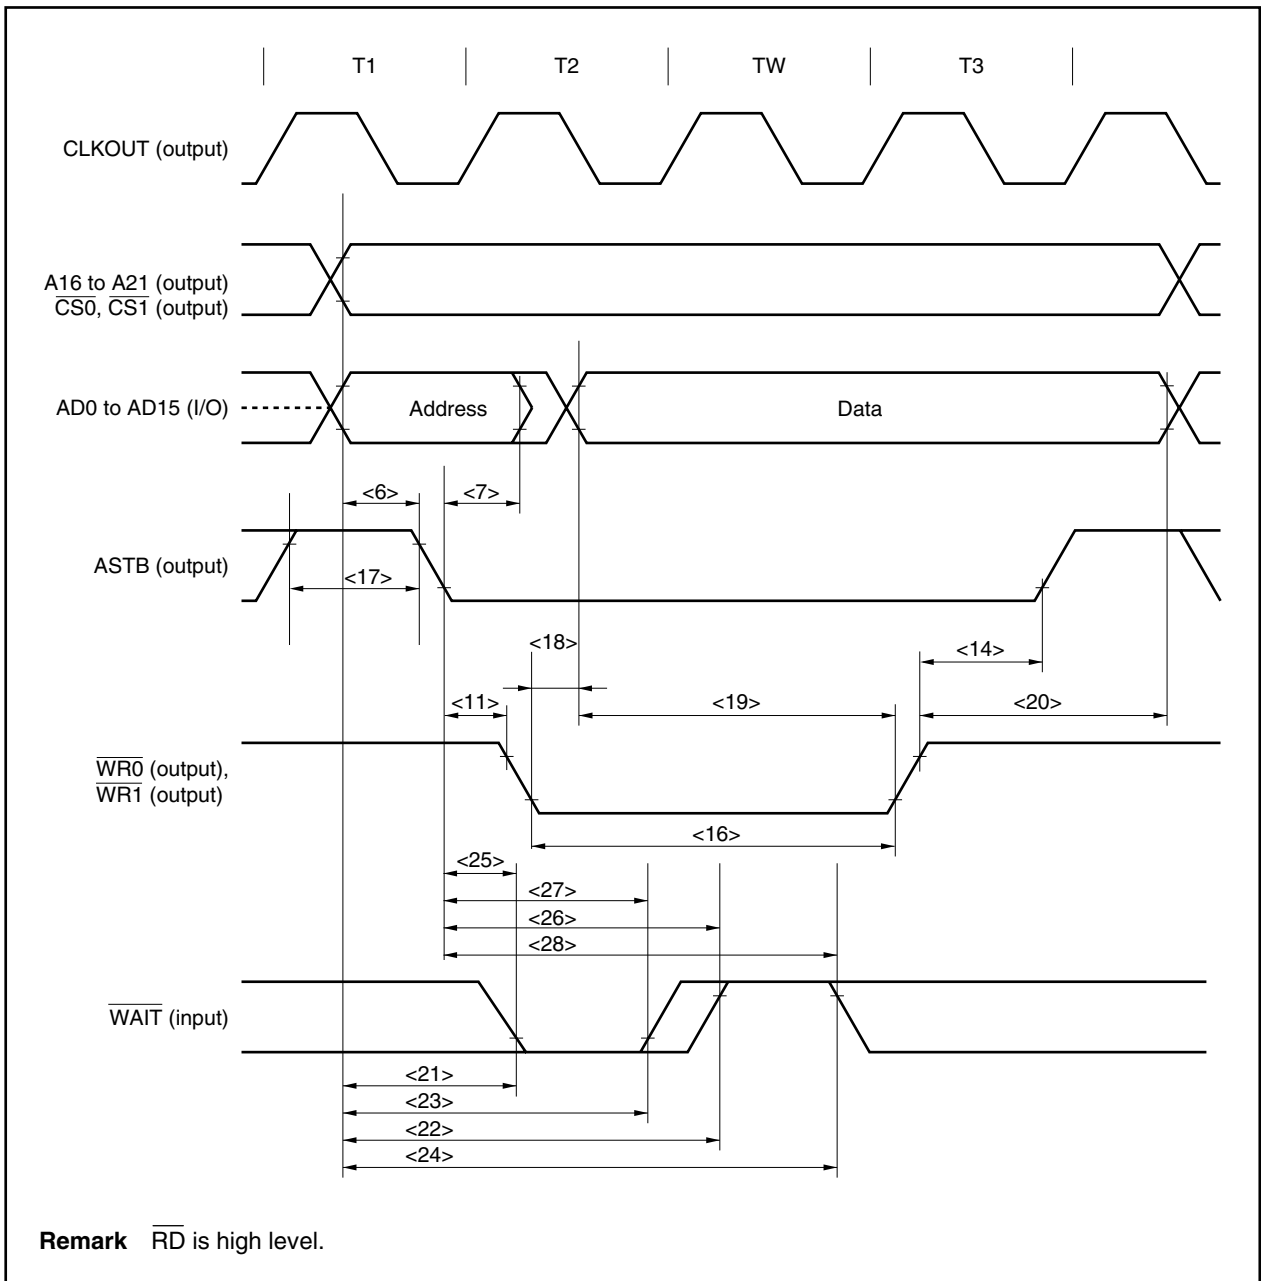 T1 T2 TW T3
CLKOUT (output)
A16 to A21 (output)
CS0, CS1 (output)
AD0 to AD15 (I/O)
Address
Data
<6>
<7>
ASTB (output)
<17>
<18>
<14>
<11>
<19>
<20>
WR0 (output),
WR1 (output)
<16>
<25>
<27>
<26>
<28>
WAIT (input)
<21>
<23>
<22>
<24>
Remark RD is high level.